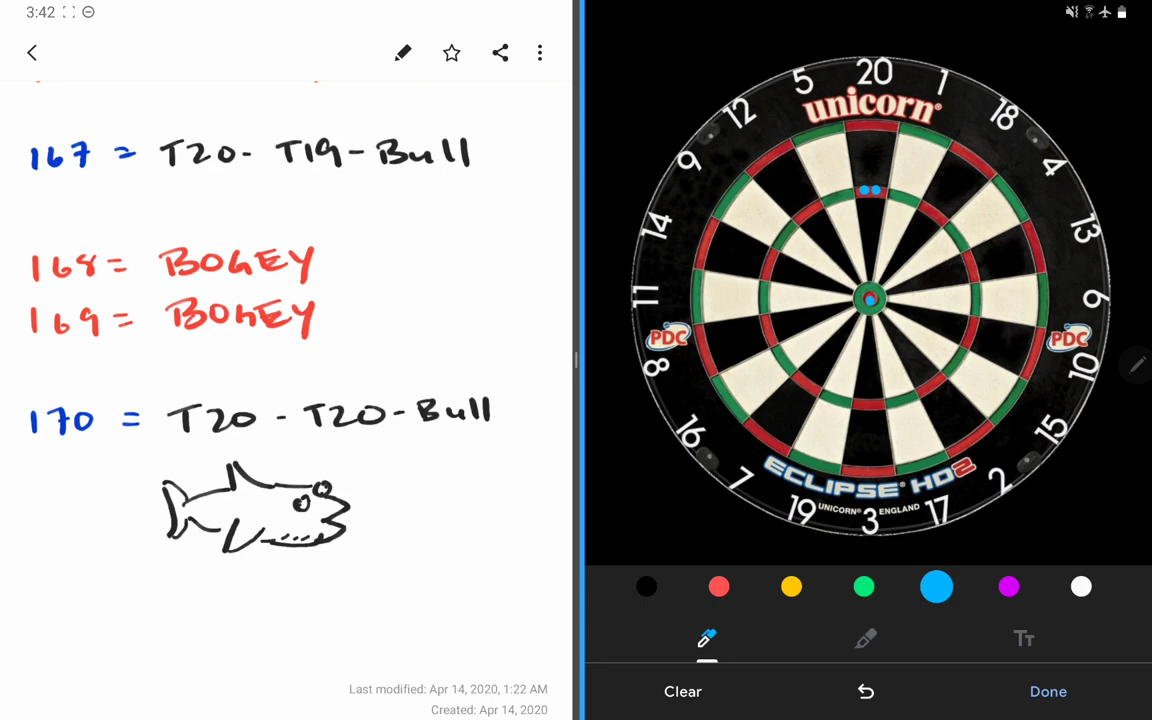 3:42
167 = T20- T19-Bull
168 = BOGEY
169 = BOGEY
170 = T20 - T20-Bull
Last modified: Apr 14, 2020, 1:22 AM
Created: Apr 14, 2020
5 20 1
unicorn®
12 18
9 4
14 13
11 9
PDC PDC
8 10
16 15
7 2
ECLIPSE® HD2
UNICORN® ENGLAND
19 3 17
Tт
Clear Done